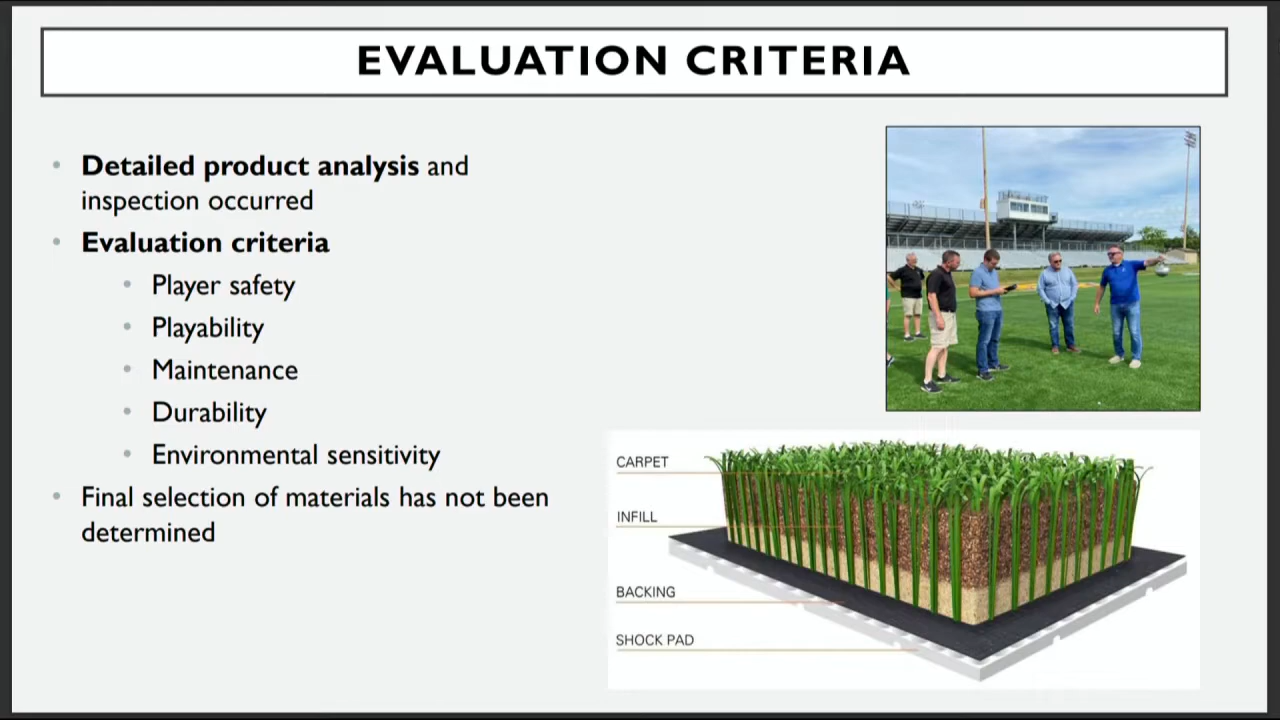 EVALUATION CRITERIA
Detailed product analysis and
inspection occurred
Evaluation criteria
Player safety
Playability
Maintenance
Durability
Environmental sensitivity
Final selection of materials has not been
determined
CARPET
INFILL
BACKING
SHOCK PAD